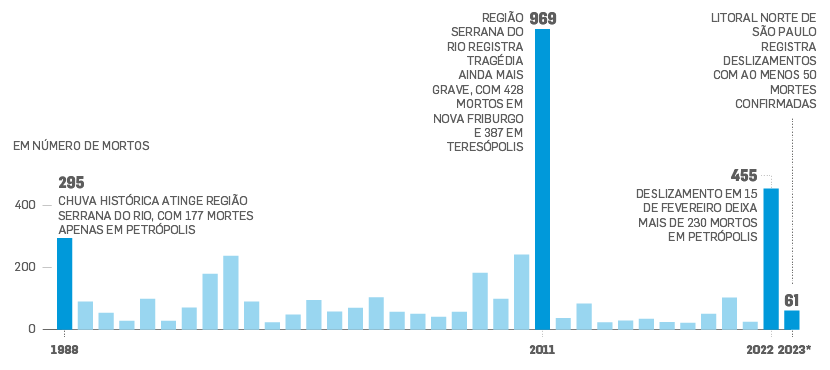 EM NÚMERO DE MORTOS
400
200
0
295
CHUVA HISTÓRICA ATINGE REGIÃO
SERRANA DO RIO, COM 177 MORTES
APENAS EM PETRÓPOLIS
REGIÃO
SERRANA DO
RIO REGISTRA
TRAGÉDIA
AINDA MAIS
GRAVE, COM 428
MORTOS EM
NOVA FRIBURGO
E 387 EM
TERESÓPOLIS
969
455
DESLIZAMENTO EM 15
DE FEVEREIRO DEIXA
MAIS DE 230 MORTOS
EM PETRÓPOLIS
LITORAL NORTE DE
SÃO PAULO
REGISTRA
DESLIZAMENTOS
COM AO MENOS 50
MORTES
CONFIRMADAS
61
1988
2011
2022 2023*